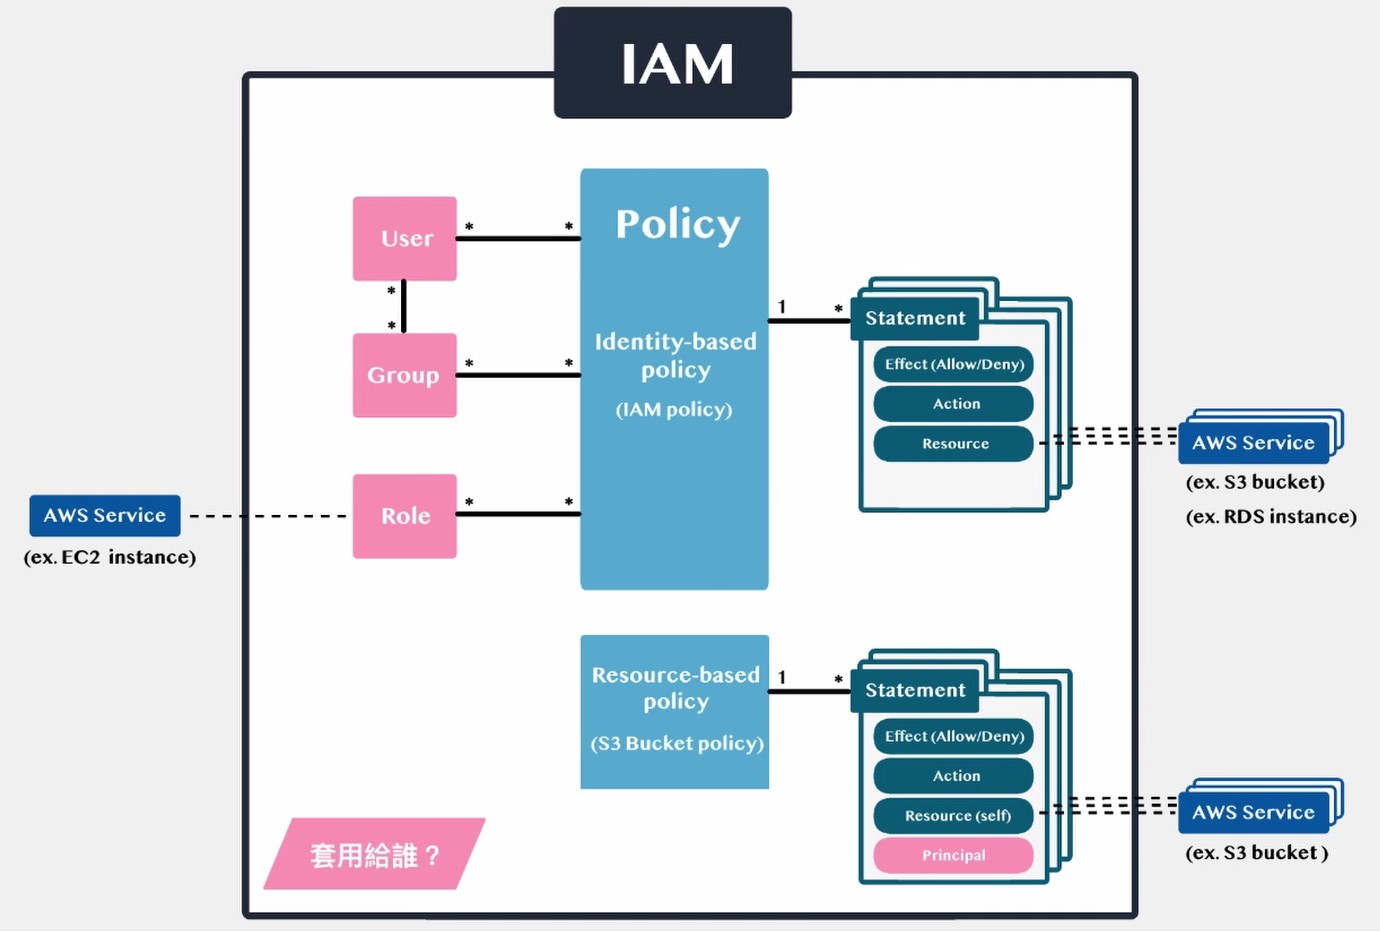 IAM
User
*
*
*
*
Group
*
*
Role
*
*
AWS Service
(ex. EC2 instance)
Policy
Identity-based
policy
(IAM policy)
1
*
Statement
Effect (Allow/Deny)
Action
Resource
AWS Service
(ex. S3 bucket)
(ex. RDS instance)
Resource-based
policy
(S3 Bucket policy)
1
*
Statement
Effect (Allow/Deny)
Action
Resource (self)
Principal
AWS Service
(ex. S3 bucket )
套用給誰？